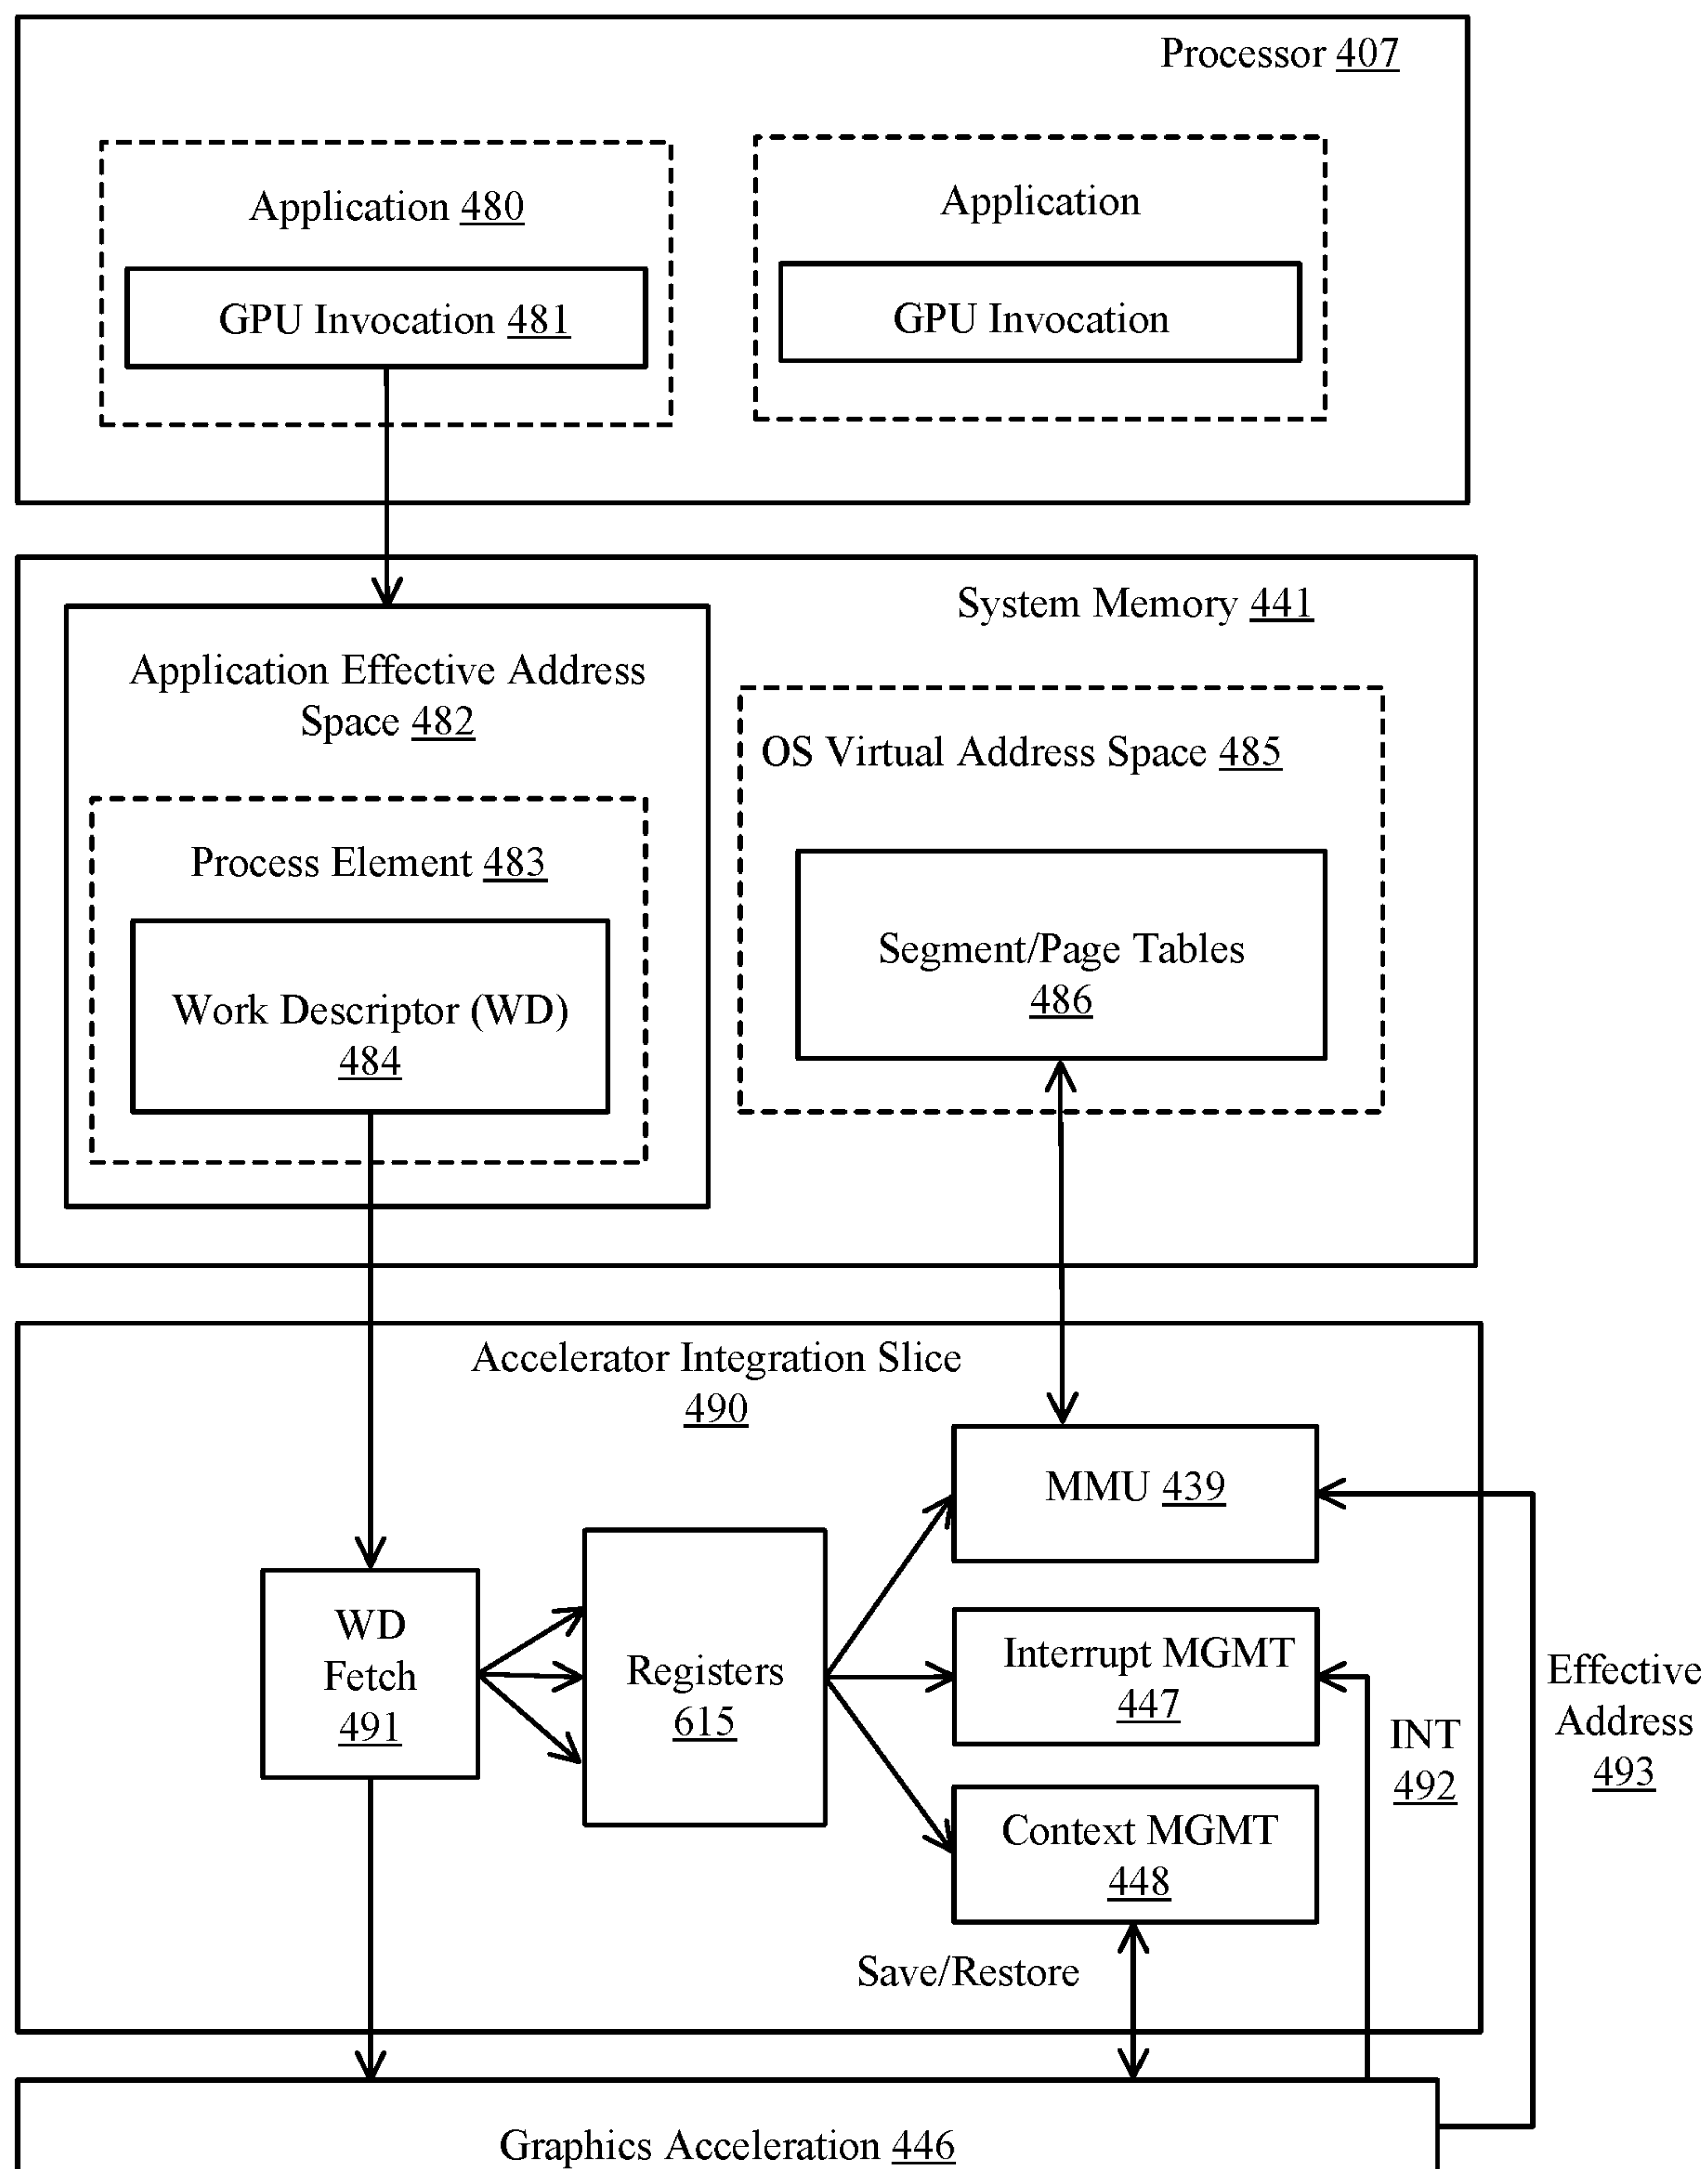 Processor 407
Application 480
Application
GPU Invocation 481
GPU Invocation
System Memory 441
Application Effective Address
Space 482
OS Virtual Address Space 485
Process Element 483
Segment/Page Tables
486
Work Descriptor (WD)
484
Accelerator Integration Slice
490
MMU 439
WD
Fetch
491
Registers
615
Interrupt MGMT
447
Effective
Address
493
INT
492
Context MGMT
448
Save/Restore
Graphics Acceleration 446